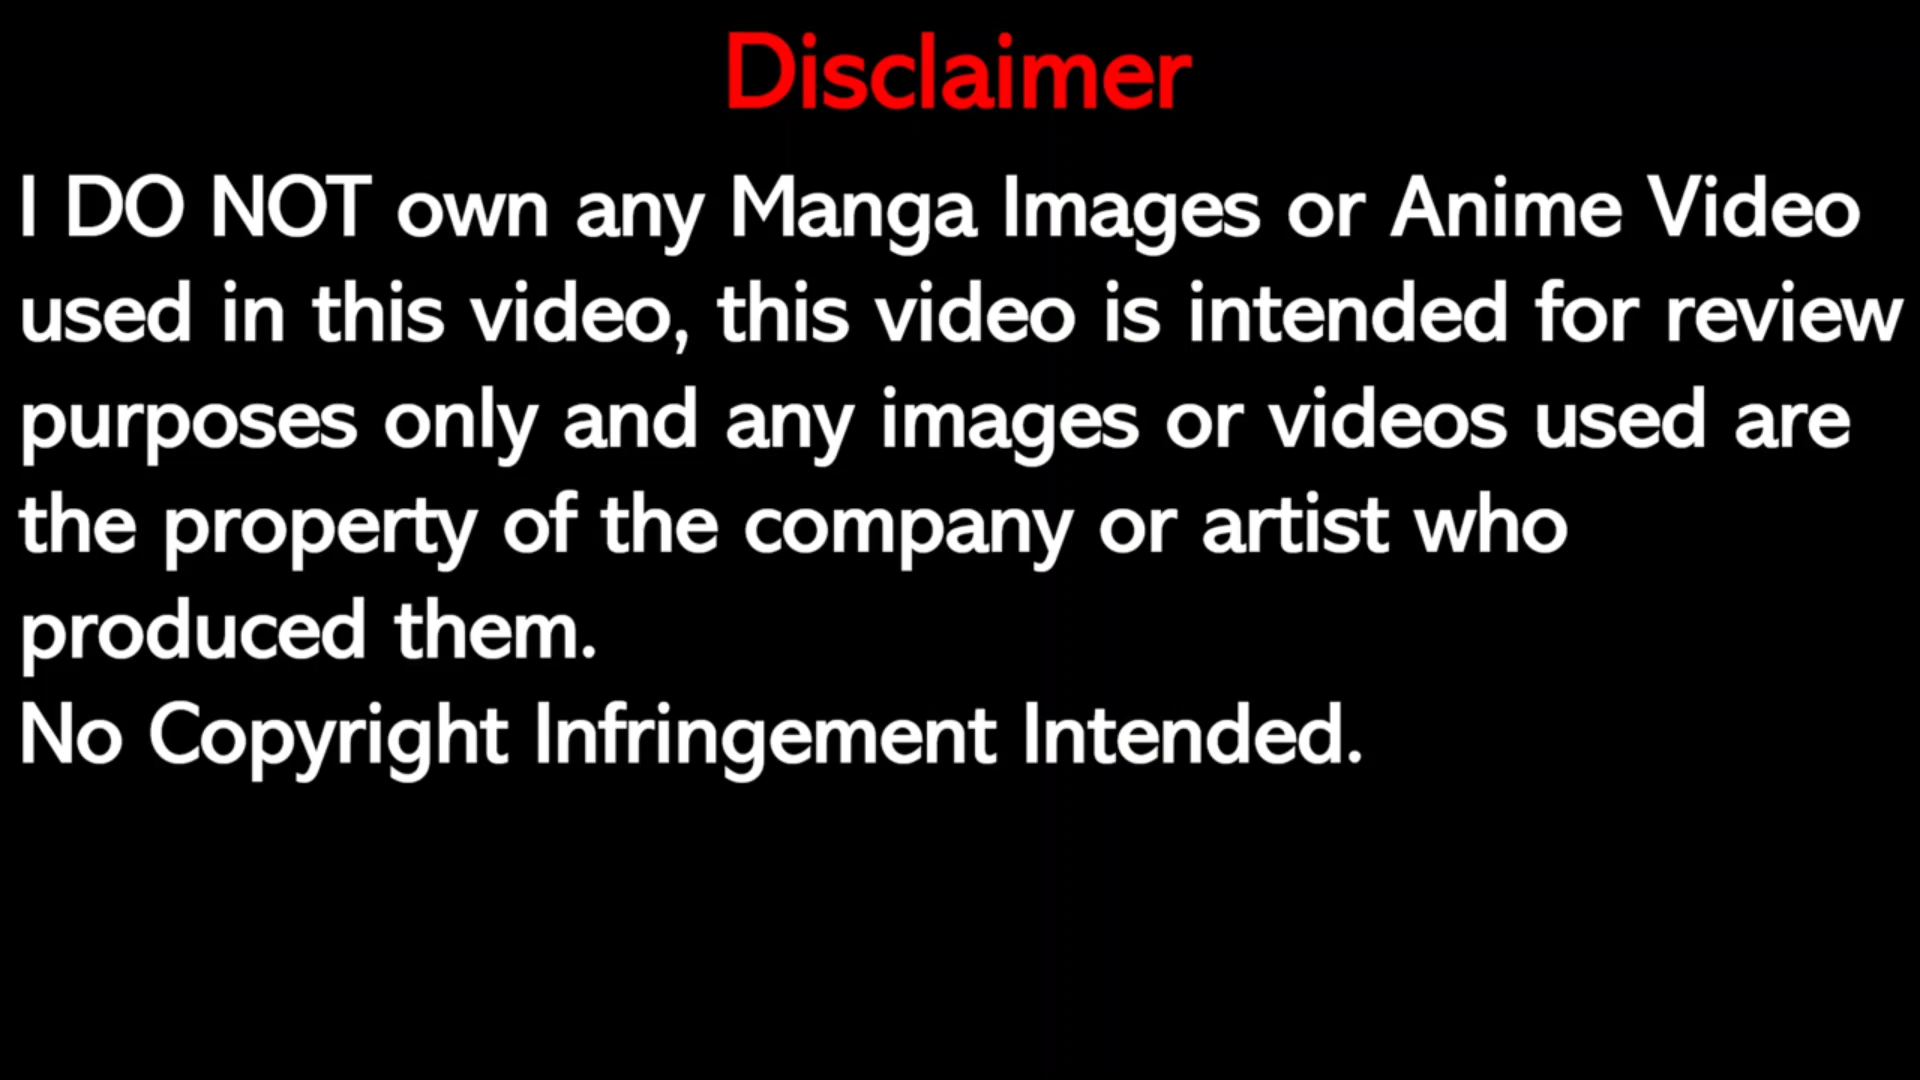 Disclaimer
I DO NOT own any Manga Images or Anime Video
used in this video, this video is intended for review
purposes only and any images or videos used are
the property of the company or artist who
produced them.
No Copyright Infringement Intended.